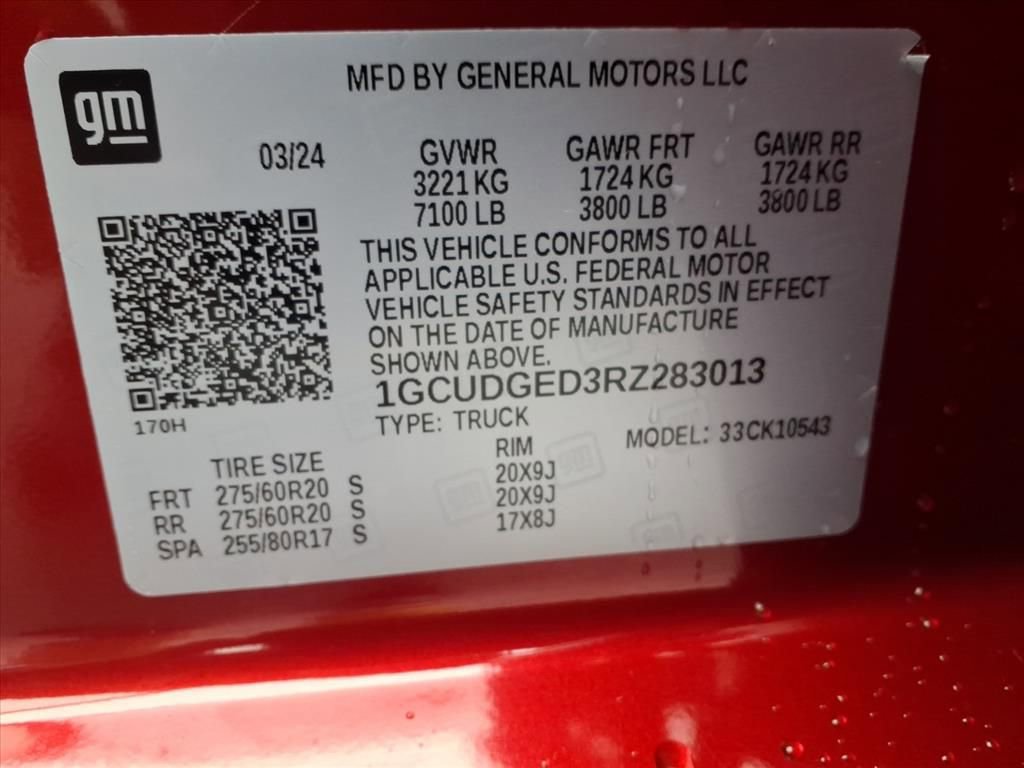 gm
MFD BY GENERAL MOTORS LLC
03/24 GVWR GAWR FRT GAWR RR
3221 KG 1724 KG 1724 KG
7100 LB 3800 LB 3800 LB
THIS VEHICLE CONFORMS TO ALL
APPLICABLE U.S. FEDERAL MOTOR
VEHICLE SAFETY STANDARDS IN EFFECT
ON THE DATE OF MANUFACTURE
SHOWN ABOVE.
1GCUDGED3RZ283013
170H
TYPE: TRUCK MODEL: 33CK10543
TIRE SIZE RIM
FRT 275/60R20 S 20X9J
RR 275/60R20 S 20X9J
SPA 255/80R17 S 17X8J